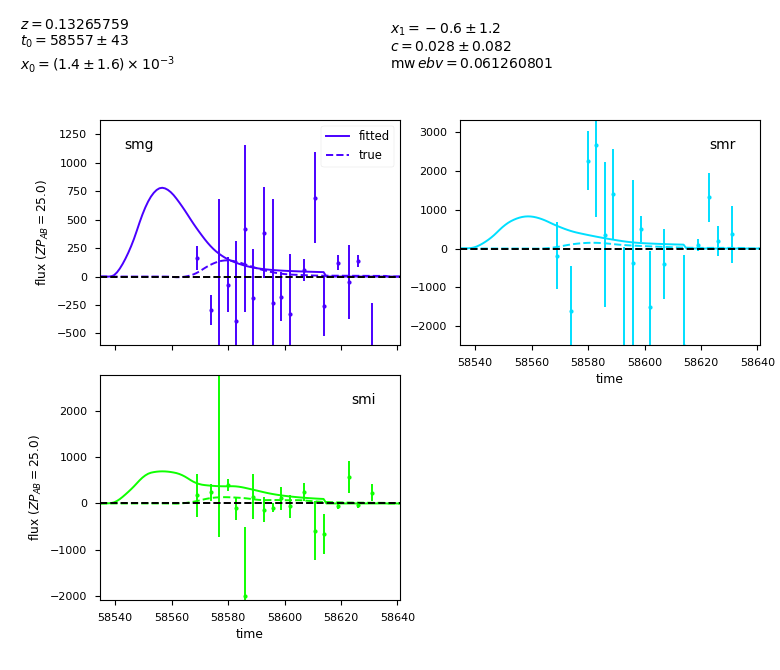 z = 0.13265759
t₀ = 58557 ± 43
x₀ = (1.4 ± 1.6) × 10⁻³
x₁ = − 0.6 ± 1.2
c = 0.028 ± 0.082
mw ebv = 0.061260801
smg
fitted
true
flux (ZP_AB = 25.0)
1250
1000
750
500
250
0
−250
−500
smr
3000
2000
1000
0
−1000
−2000
58540 58560 58580 58600 58620 58640
time
smi
flux (ZP_AB = 25.0)
2000
1000
0
−1000
−2000
58540 58560 58580 58600 58620 58640
time